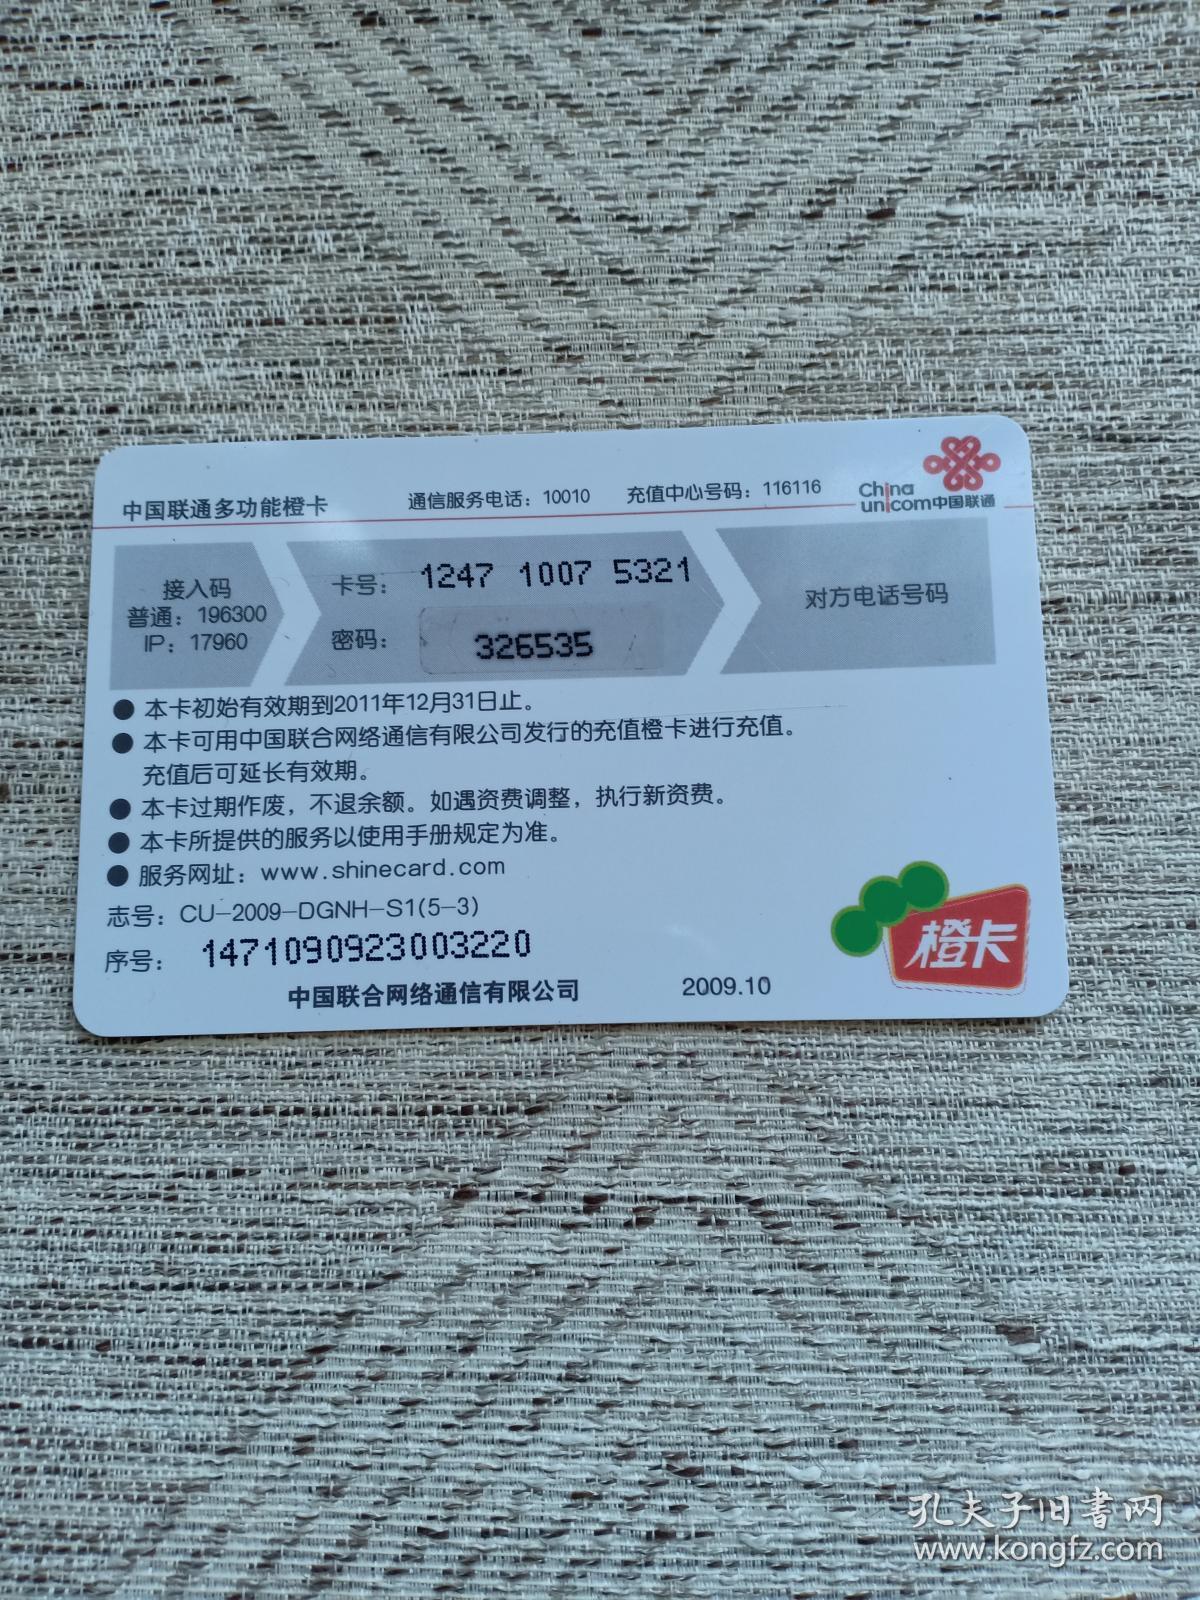 中国联通多功能橙卡 通信服务电话：10010 充值中心号码：116116
China
unicom中国联通
接入码
普通：196300
IP：17960
卡号： 1247 1007 5321
密码： 326535
对方电话号码
● 本卡初始有效期到2011年12月31日止。
● 本卡可用中国联合网络通信有限公司发行的充值橙卡进行充值。
充值后可延长有效期。
● 本卡过期作废，不退余额。如遇资费调整，执行新资费。
● 本卡所提供的服务以使用手册规定为准。
● 服务网址：www.shinecard.com
志号：CU-2009-DGNH-S1(5-3)
序号： 1471090923003220
中国联合网络通信有限公司 2009.10
橙卡
孔夫子旧书网
www.kongfz.com